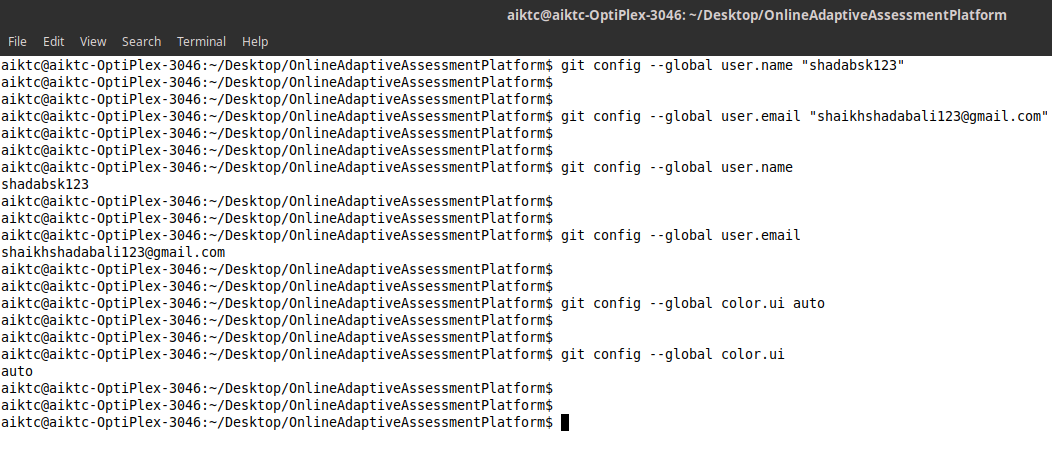 aiktc@aiktc-OptiPlex-3046: ~/Desktop/OnlineAdaptiveAssessmentPlatform
File Edit View Search Terminal Help
aiktc@aiktc-OptiPlex-3046:~/Desktop/OnlineAdaptiveAssessmentPlatform$ git config --global user.name "shadabsk123"
aiktc@aiktc-OptiPlex-3046:~/Desktop/OnlineAdaptiveAssessmentPlatform$
aiktc@aiktc-OptiPlex-3046:~/Desktop/OnlineAdaptiveAssessmentPlatform$
aiktc@aiktc-OptiPlex-3046:~/Desktop/OnlineAdaptiveAssessmentPlatform$ git config --global user.email "shaikhshadabali123@gmail.com"
aiktc@aiktc-OptiPlex-3046:~/Desktop/OnlineAdaptiveAssessmentPlatform$
aiktc@aiktc-OptiPlex-3046:~/Desktop/OnlineAdaptiveAssessmentPlatform$
aiktc@aiktc-OptiPlex-3046:~/Desktop/OnlineAdaptiveAssessmentPlatform$ git config --global user.name
shadabsk123
aiktc@aiktc-OptiPlex-3046:~/Desktop/OnlineAdaptiveAssessmentPlatform$
aiktc@aiktc-OptiPlex-3046:~/Desktop/OnlineAdaptiveAssessmentPlatform$
aiktc@aiktc-OptiPlex-3046:~/Desktop/OnlineAdaptiveAssessmentPlatform$ git config --global user.email
shaikhshadabali123@gmail.com
aiktc@aiktc-OptiPlex-3046:~/Desktop/OnlineAdaptiveAssessmentPlatform$
aiktc@aiktc-OptiPlex-3046:~/Desktop/OnlineAdaptiveAssessmentPlatform$
aiktc@aiktc-OptiPlex-3046:~/Desktop/OnlineAdaptiveAssessmentPlatform$ git config --global color.ui auto
aiktc@aiktc-OptiPlex-3046:~/Desktop/OnlineAdaptiveAssessmentPlatform$
aiktc@aiktc-OptiPlex-3046:~/Desktop/OnlineAdaptiveAssessmentPlatform$
aiktc@aiktc-OptiPlex-3046:~/Desktop/OnlineAdaptiveAssessmentPlatform$ git config --global color.ui
auto
aiktc@aiktc-OptiPlex-3046:~/Desktop/OnlineAdaptiveAssessmentPlatform$
aiktc@aiktc-OptiPlex-3046:~/Desktop/OnlineAdaptiveAssessmentPlatform$
aiktc@aiktc-OptiPlex-3046:~/Desktop/OnlineAdaptiveAssessmentPlatform$